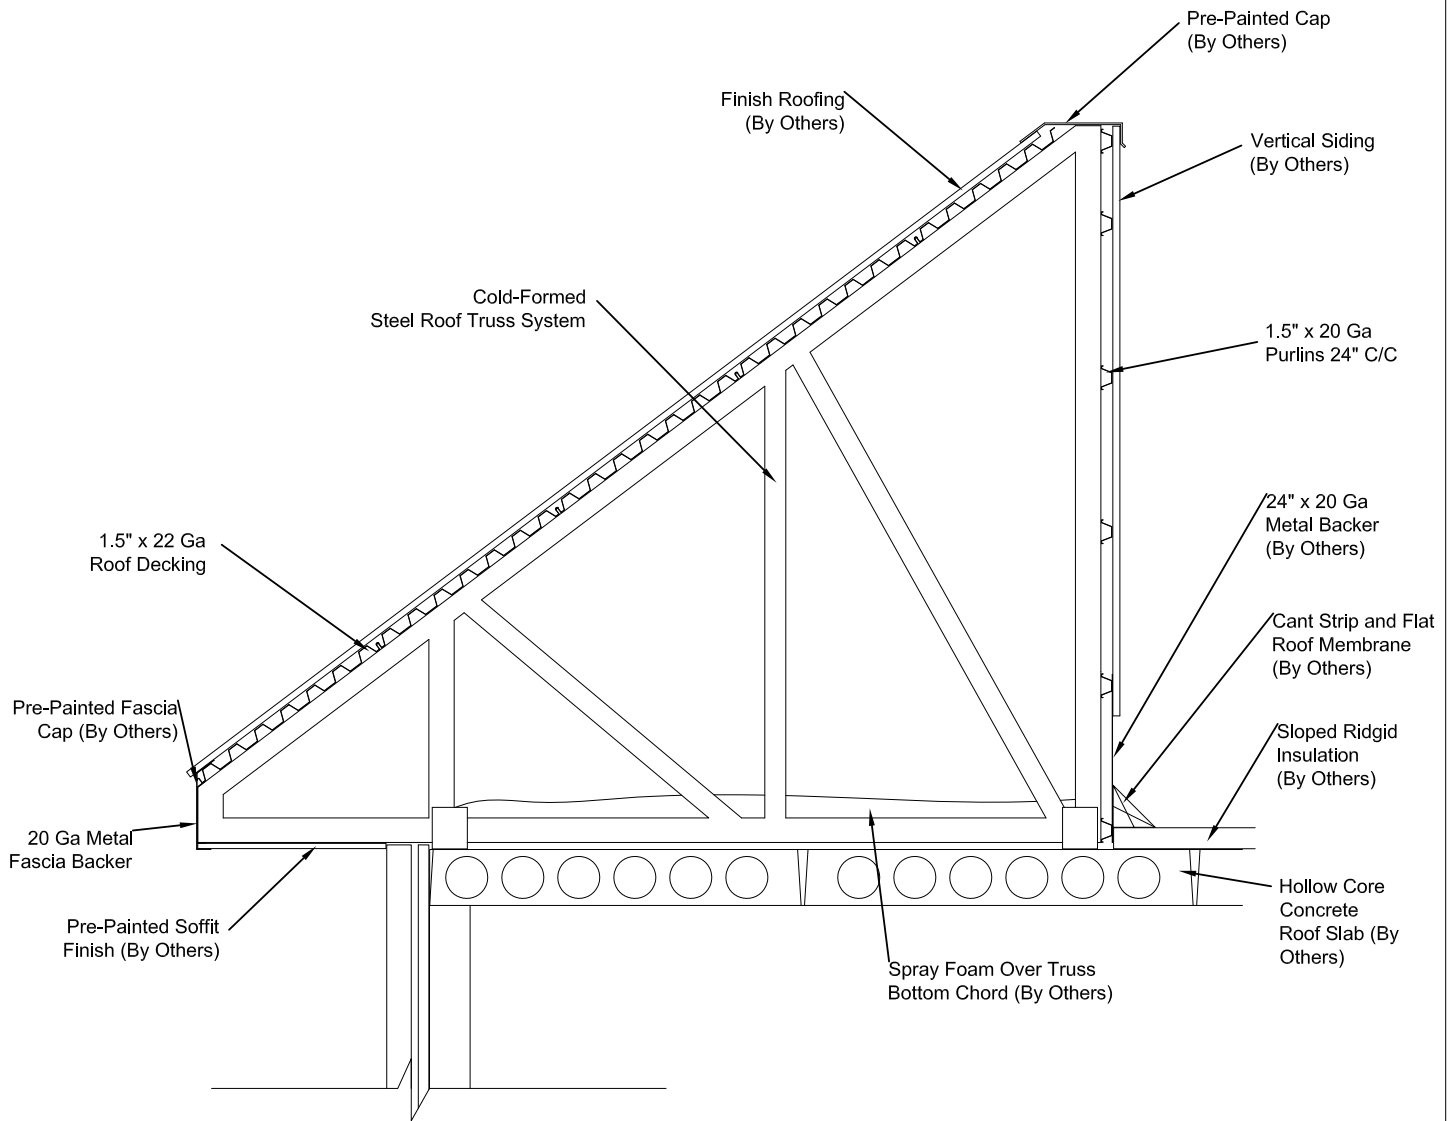 Pre-Painted Cap
(By Others)
Finish Roofing
(By Others)
Vertical Siding
(By Others)
Cold-Formed
Steel Roof Truss System
1.5" x 20 Ga
Purlins 24" C/C
24" x 20 Ga
Metal Backer
(By Others)
1.5" x 22 Ga
Roof Decking
Cant Strip and Flat
Roof Membrane
(By Others)
Pre-Painted Fascia
Cap (By Others)
Sloped Ridgid
Insulation
(By Others)
20 Ga Metal
Fascia Backer
Hollow Core
Concrete
Roof Slab (By
Others)
Pre-Painted Soffit
Finish (By Others)
Spray Foam Over Truss
Bottom Chord (By Others)